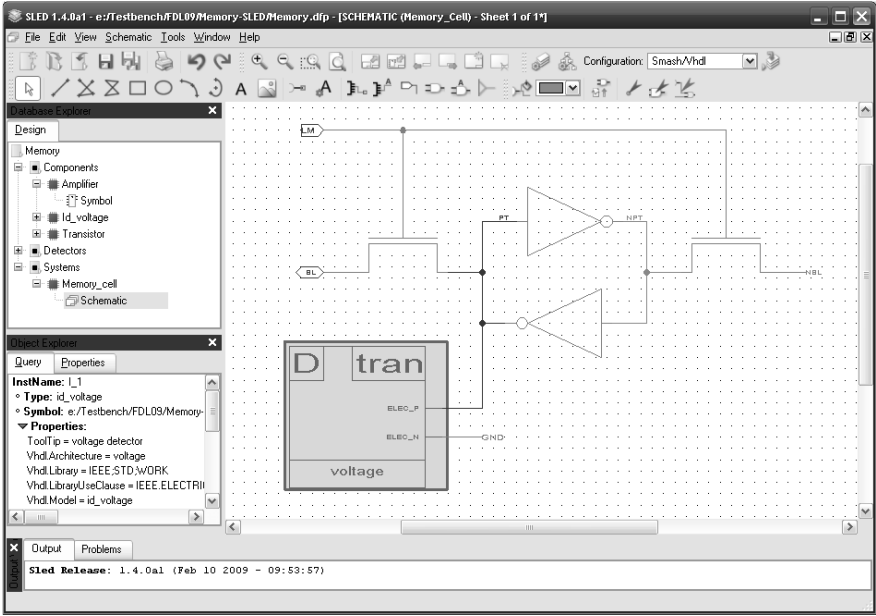 SLED 1.4.0a1 - e:/Testbench/FDL09/Memory-SLED/Memory.dfp - [SCHEMATIC (Memory_Cell) - Sheet 1 of 1*]
File Edit View Schematic Tools Window Help
Configuration: Smash/Vhdl
A A
Database Explorer
Design
Memory
Components
Amplifier
Symbol
Id_voltage
Transistor
Detectors
Systems
Memory_cell
Schematic
Object Explorer
Query Properties
InstName: I_1
Type: id_voltage
Symbol: e:/Testbench/FDL09/Memory-
Properties:
ToolTip = voltage detector
Vhdl.Architecture = voltage
Vhdl.Library = IEEE;STD;WORK
Vhdl.LibraryUseClause = IEEE.ELECTRI
Vhdl.Model = id_voltage
LM
PT
NPT
BL
NBL
D tran
ELEC_P
ELEC_N
GND
voltage
Output
Output Problems
Sled Release: 1.4.0a1 (Feb 10 2009 - 09:53:57)